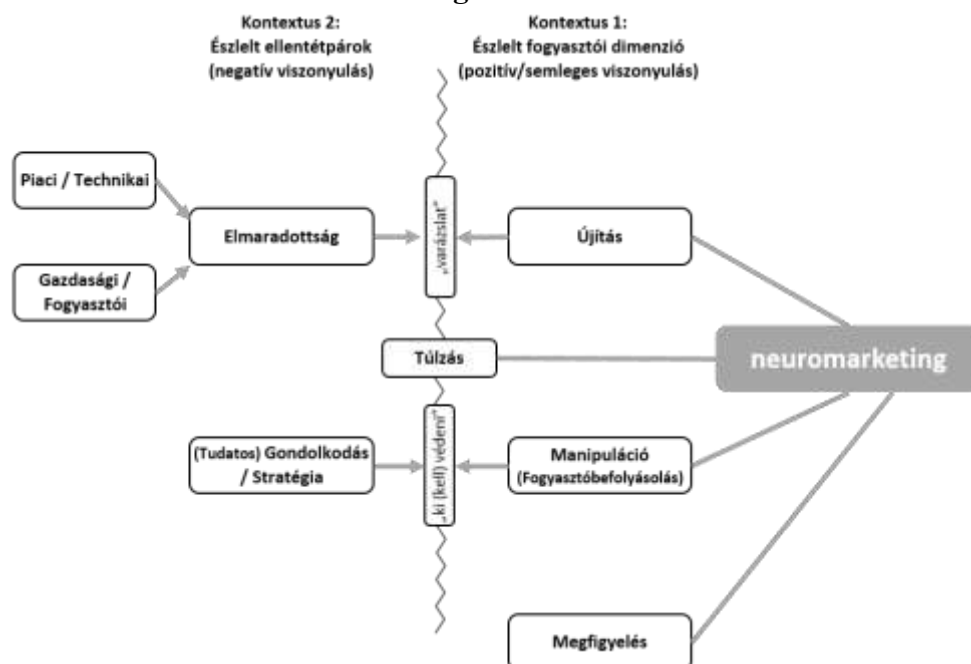 Kontextus 2:
Észlelt ellentétpárok
(negatív viszonyulás)
Kontextus 1:
Észlelt fogyasztói dimenzió
(pozitív/semleges viszonyulás)
Piaci / Technikai
Elmaradottság
„varázslat”
Újítás
Gazdasági /
Fogyasztói
Túlzás
neuromarketing
(Tudatos) Gondolkodás
/ Stratégia
„ki (kell) védeni”
Manipuláció
(Fogyasztóbefolyásolás)
Megfigyelés